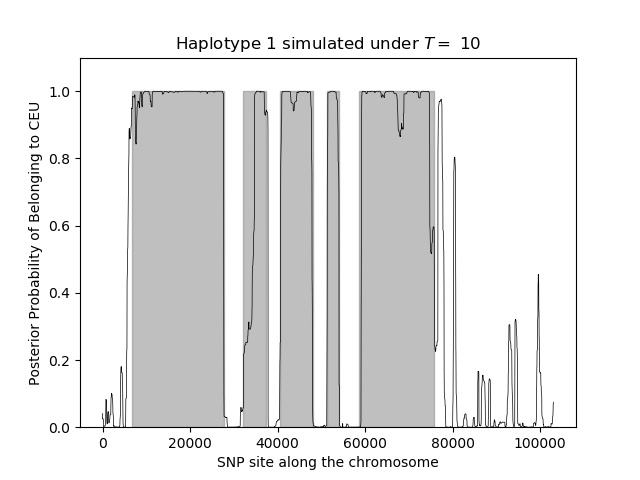 Haplotype 1 simulated under T = 10
Posterior Probability of Belonging to CEU
1.0
0.8
0.6
0.4
0.2
0.0
0 20000 40000 60000 80000 100000
SNP site along the chromosome